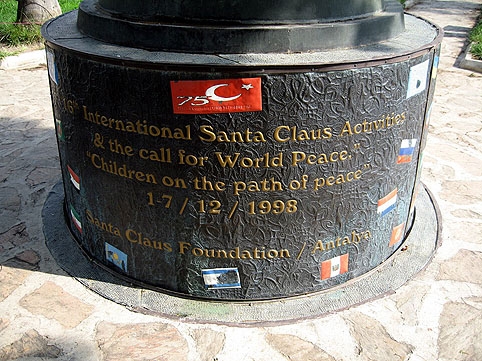 75
16th International Santa Claus Activities
& the call for World Peace."
"Children on the path of peace"
1-7 / 12 / 1998
Santa Claus Foundation / Antalya